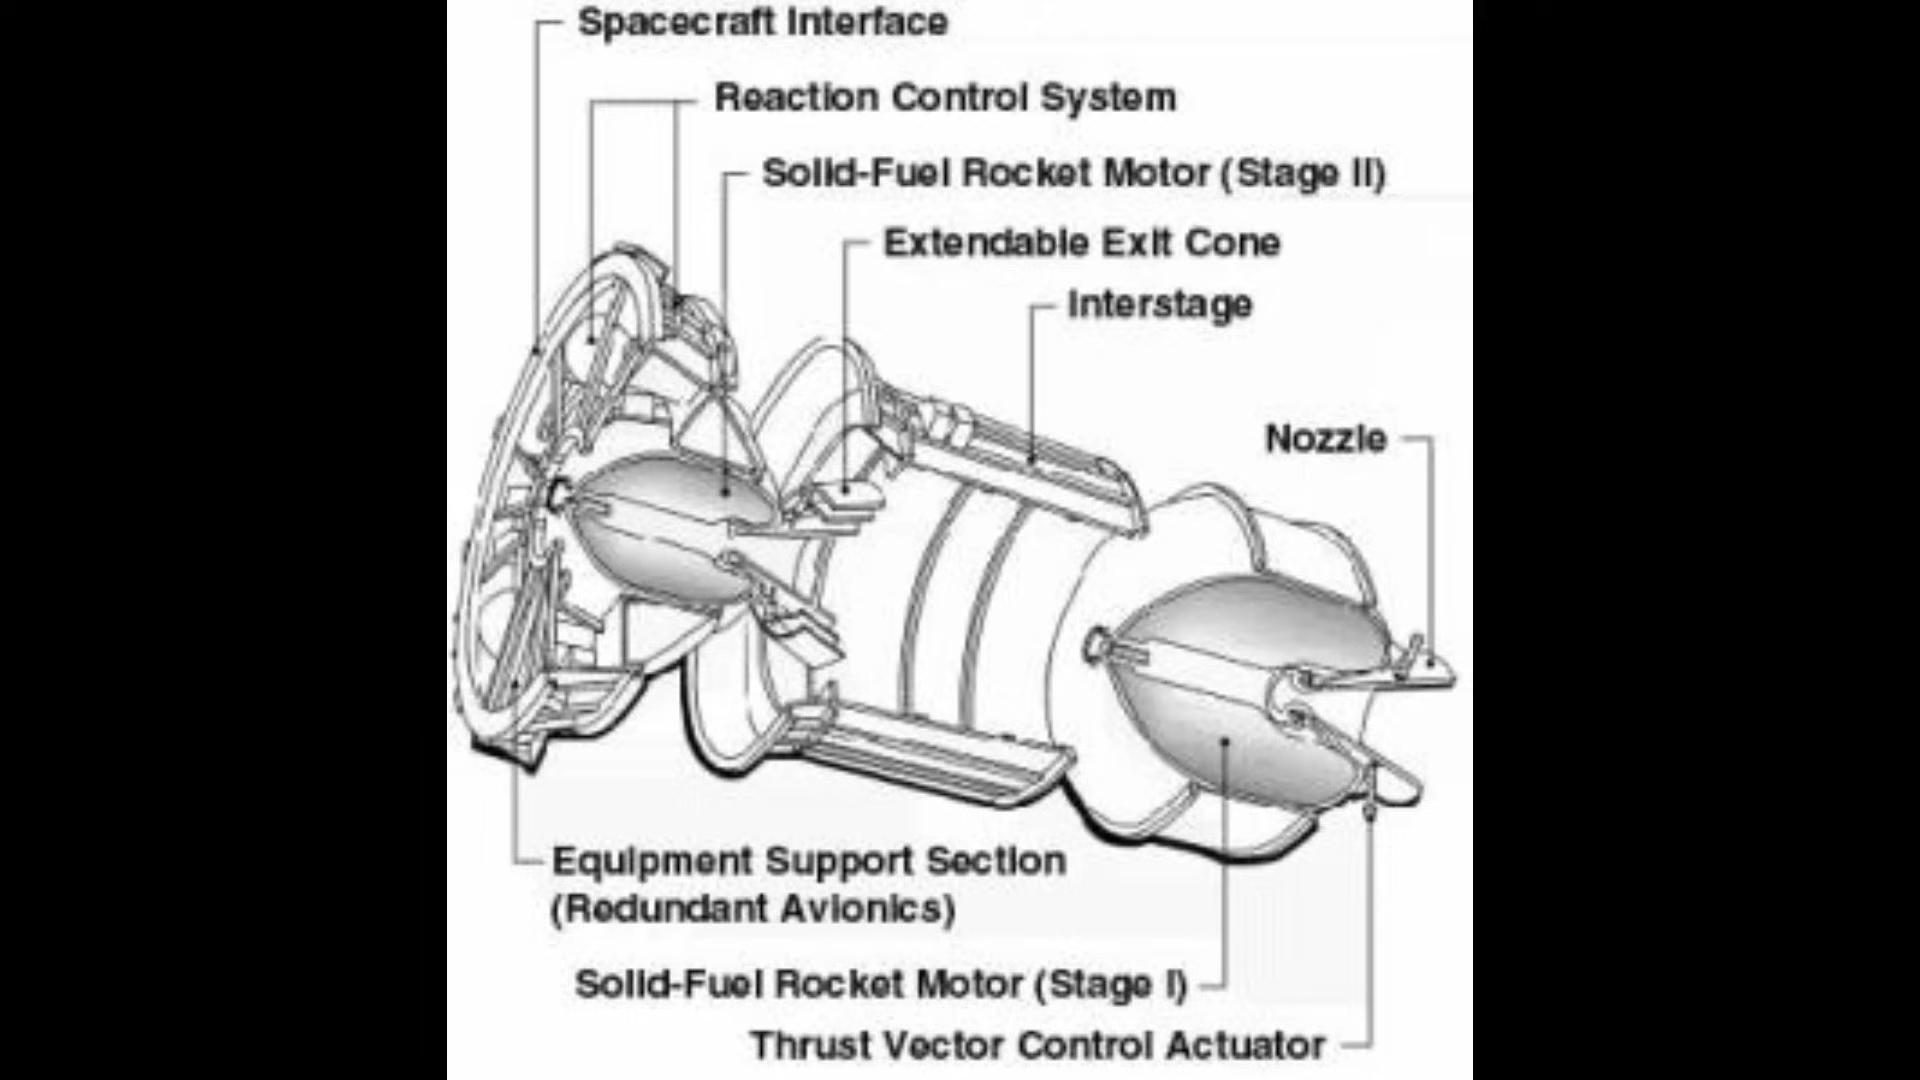 Spacecraft Interface
Reaction Control System
Solid-Fuel Rocket Motor (Stage II)
Extendable Exit Cone
Interstage
Nozzle
Equipment Support Section
(Redundant Avionics)
Solid-Fuel Rocket Motor (Stage I)
Thrust Vector Control Actuator